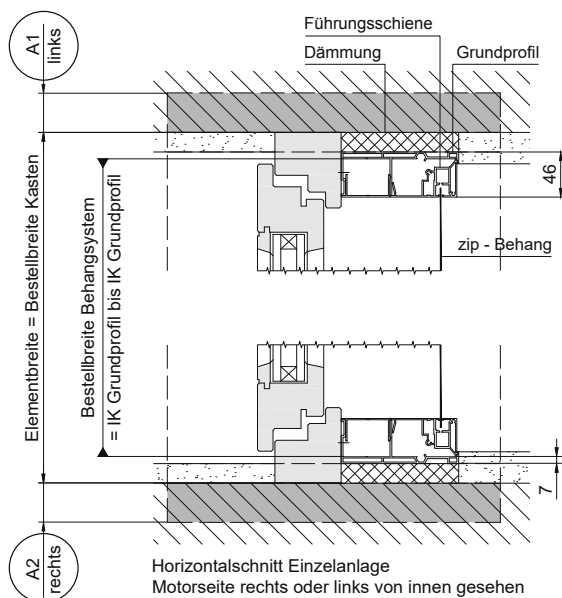 A1
links
Führungsschiene
Dämmung
Grundprofil
46
zip - Behang
Elementbreite = Bestellbreite Kasten
Bestellbreite Behangsystem
= IK Grundprofil bis IK Grundprofil
7
A2
rechts
Horizontalschnitt Einzelanlage
Motorseite rechts oder links von innen gesehen